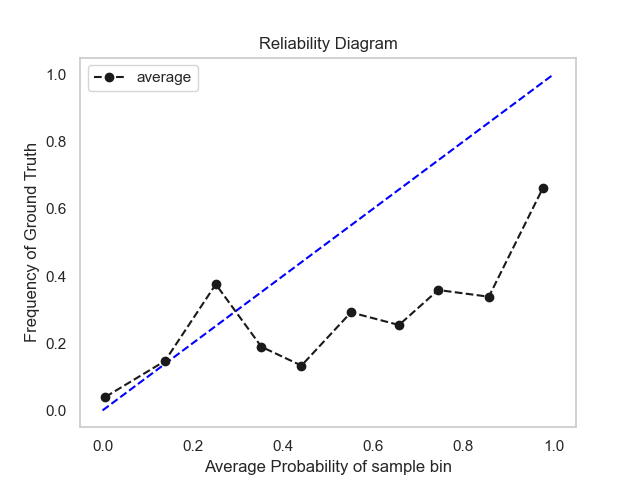 Reliability Diagram
average
1.0
0.8
0.6
0.4
0.2
0.0
Frequency of Ground Truth
0.0 0.2 0.4 0.6 0.8 1.0
Average Probability of sample bin